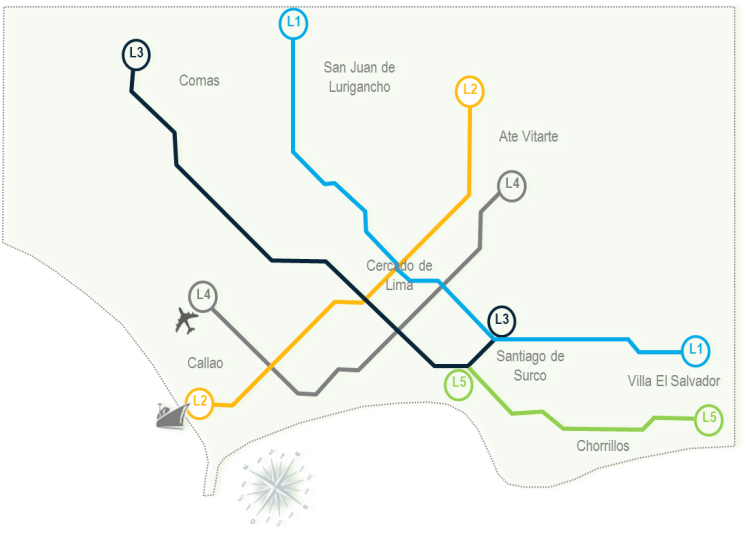 L1
L3
San Juan de
Lurigancho
Comas
L2
Ate Vitarte
L4
Cercado de
Lima
L4
L3
L1
Callao
Santiago de
Surco
Villa El Salvador
L5
L2
L5
Chorrillos